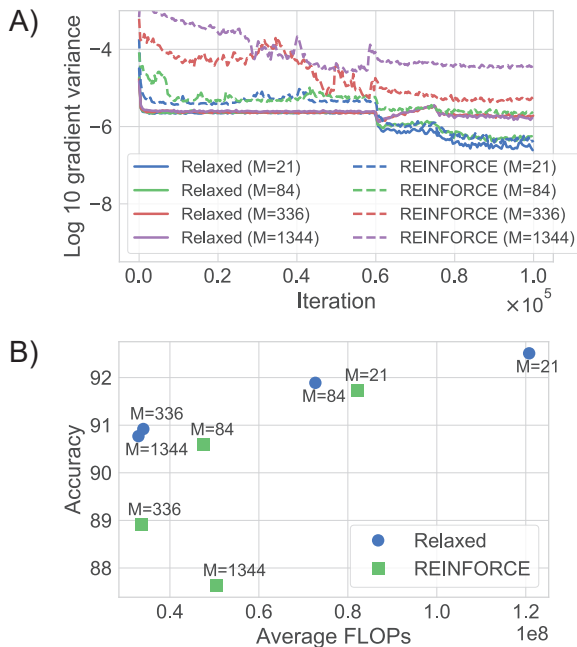 A)
Log 10 gradient variance
−4
−6
−8
Relaxed (M=21)
Relaxed (M=84)
Relaxed (M=336)
Relaxed (M=1344)
REINFORCE (M=21)
REINFORCE (M=84)
REINFORCE (M=336)
REINFORCE (M=1344)
0.0 0.2 0.4 0.6 0.8 1.0
Iteration
×10⁵
B)
Accuracy
92
91
90
89
88
M=21
M=21
M=84
M=336
M=84
M=1344
M=336
M=1344
Relaxed
REINFORCE
0.4 0.6 0.8 1.0 1.2
Average FLOPs
1e8